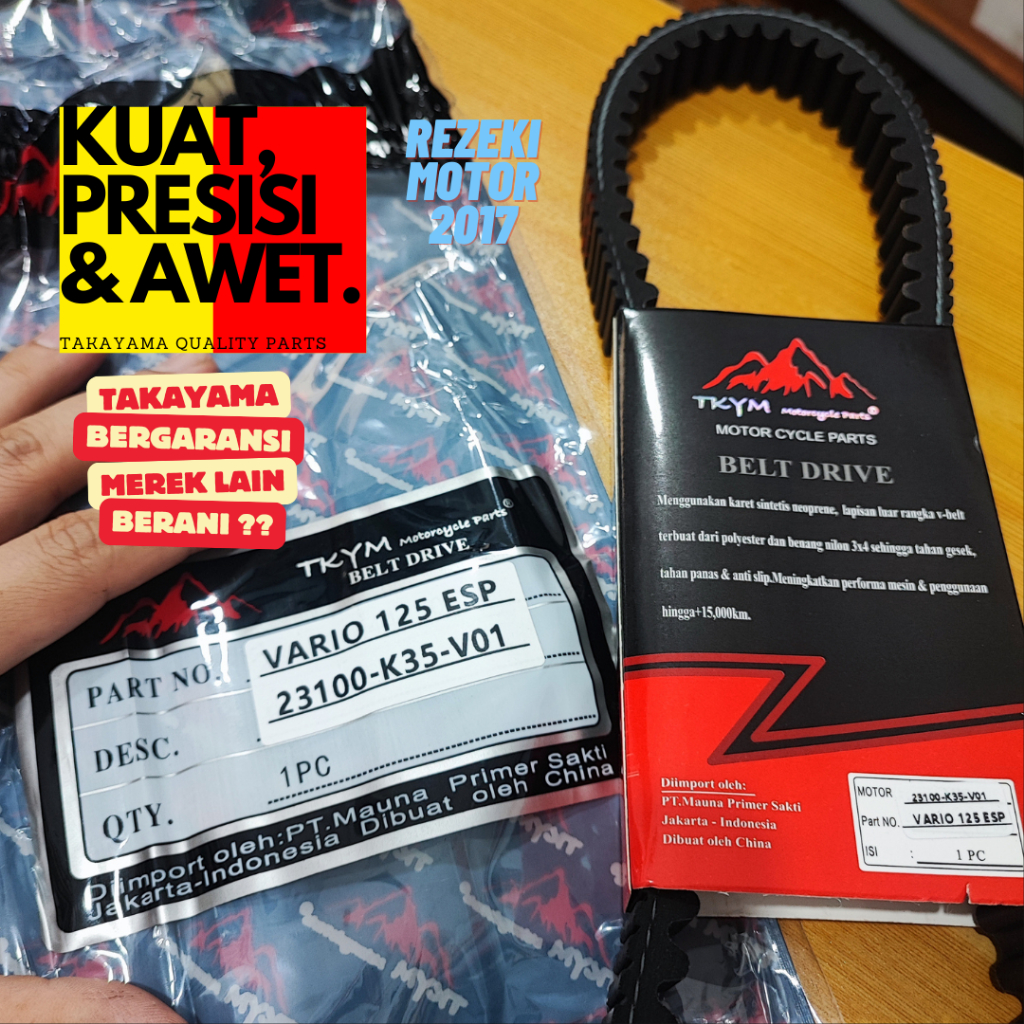 KUAT,
PRESISI
& AWET.
TAKAYAMA QUALITY PARTS
REZEKI
MOTOR
2017
TAKAYAMA
BERGARANSI
MEREK LAIN
BERANI ??
TKYM Motorcycle Parts®
BELT DRIVE
PART NO.
VARIO 125 ESP
23100-K35-V01
DESC.
QTY.
1PC
Diimport oleh:PT.Mauna Primer Sakti
Jakarta-Indonesia Dibuat oleh China
TKYM Motorcycle Parts®
MOTOR CYCLE PARTS
BELT DRIVE
Menggunakan karet sintetis neoprene, lapisan luar rangka v-belt
terbuat dari polyester dan benang nilon 3x4 sehingga tahan gesek,
tahan panas & anti slip.Meningkatkan performa mesin & penggunaan
hingga+15,000km.
Diimport oleh:
PT.Mauna Primer Sakti
Jakarta - Indonesia
Dibuat oleh China
MOTOR 23100-K35-V01
Part NO. VARIO 125 ESP
ISI : 1 PC